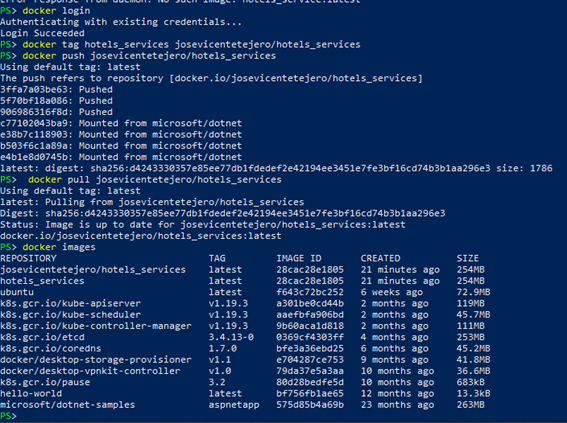 Error response from daemon: No such image: hotels_service:latest
PS> docker login
Authenticating with existing credentials...
Login Succeeded
PS> docker tag hotels_services josevicentetejero/hotels_services
PS> docker push josevicentetejero/hotels_services
Using default tag: latest
The push refers to repository [docker.io/josevicentetejero/hotels_services]
3ffa7a03be63: Pushed
5f70bf18a086: Pushed
906986316f8d: Pushed
c77102043ba9: Mounted from microsoft/dotnet
e38b7c118903: Mounted from microsoft/dotnet
b503f6c1a89a: Mounted from microsoft/dotnet
e4b1e8d0745b: Mounted from microsoft/dotnet
latest: digest: sha256:d4243330357e85ee77db1fdedef2e42194ee3451e7fe3bf16cd74b3b1aa296e3 size: 1786
PS>  docker pull josevicentetejero/hotels_services
Using default tag: latest
latest: Pulling from josevicentetejero/hotels_services
Digest: sha256:d4243330357e85ee77db1fdedef2e42194ee3451e7fe3bf16cd74b3b1aa296e3
Status: Image is up to date for josevicentetejero/hotels_services:latest
docker.io/josevicentetejero/hotels_services:latest
PS> docker images
REPOSITORY TAG IMAGE ID CREATED SIZE
josevicentetejero/hotels_services latest 28cac28e1805 21 minutes ago 254MB
hotels_services latest 28cac28e1805 21 minutes ago 254MB
ubuntu latest f643c72bc252 6 weeks ago 72.9MB
k8s.gcr.io/kube-apiserver v1.19.3 a301be0cd44b 2 months ago 119MB
k8s.gcr.io/kube-scheduler v1.19.3 aaefbfa906bd 2 months ago 45.7MB
k8s.gcr.io/kube-controller-manager v1.19.3 9b60aca1d818 2 months ago 111MB
k8s.gcr.io/etcd 3.4.13-0 0369cf4303ff 4 months ago 253MB
k8s.gcr.io/coredns 1.7.0 bfe3a36ebd25 6 months ago 45.2MB
docker/desktop-storage-provisioner v1.1 e704287ce753 9 months ago 41.8MB
docker/desktop-vpnkit-controller v1.0 79da37e5a3aa 10 months ago 36.6MB
k8s.gcr.io/pause 3.2 80d28bedfe5d 10 months ago 683kB
hello-world latest bf756fb1ae65 12 months ago 13.3kB
microsoft/dotnet-samples aspnetapp 575d85b4a69b 23 months ago 263MB
PS>